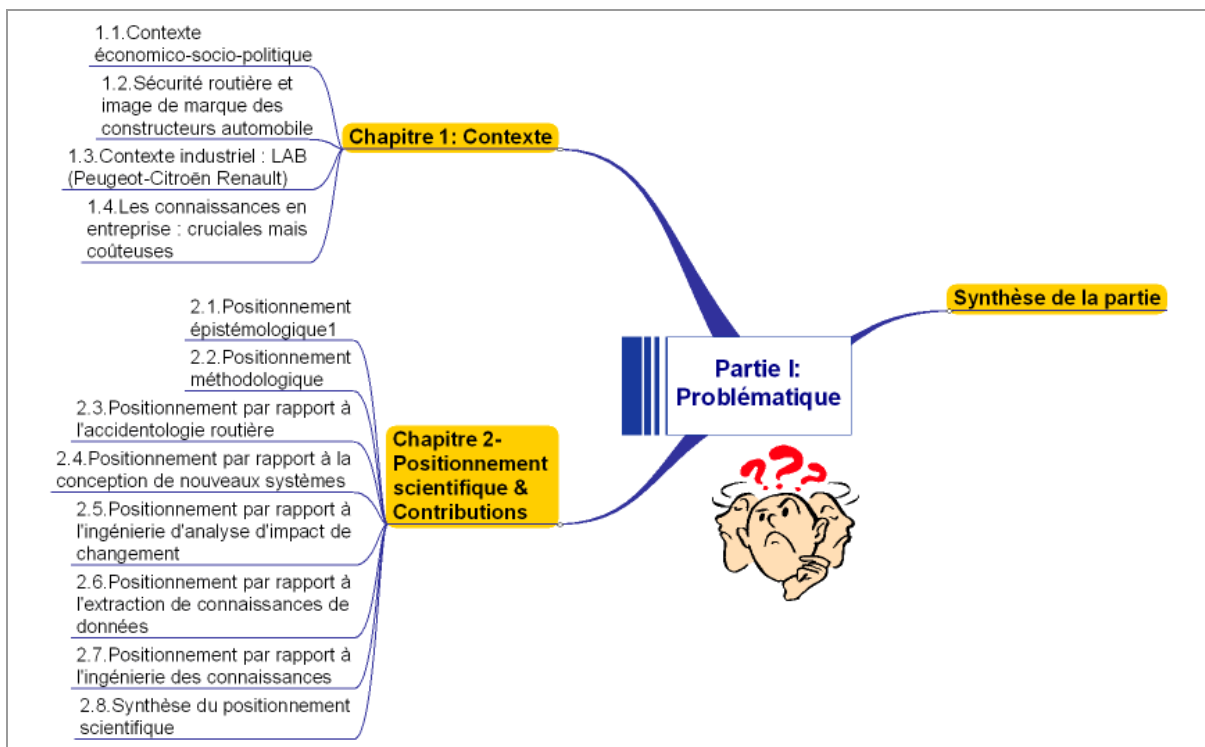 1.1.Contexte
économico-socio-politique
1.2.Sécurité routière et
image de marque des
constructeurs automobile
1.3.Contexte industriel : LAB
(Peugeot-Citroën Renault)
1.4.Les connaissances en
entreprise : cruciales mais
coûteuses
Chapitre 1: Contexte
2.1.Positionnement
épistémologique1
2.2.Positionnement
méthodologique
2.3.Positionnement par rapport à
l'accidentologie routière
2.4.Positionnement par rapport à la
conception de nouveaux systèmes
2.5.Positionnement par rapport à
l'ingénierie d'analyse d'impact de
changement
2.6.Positionnement par rapport à
l'extraction de connaissances de
données
2.7.Positionnement par rapport à
l'ingénierie des connaissances
2.8.Synthèse du positionnement
scientifique
Chapitre 2-
Positionnement
scientifique &
Contributions
Partie I:
Problématique
???
Synthèse de la partie